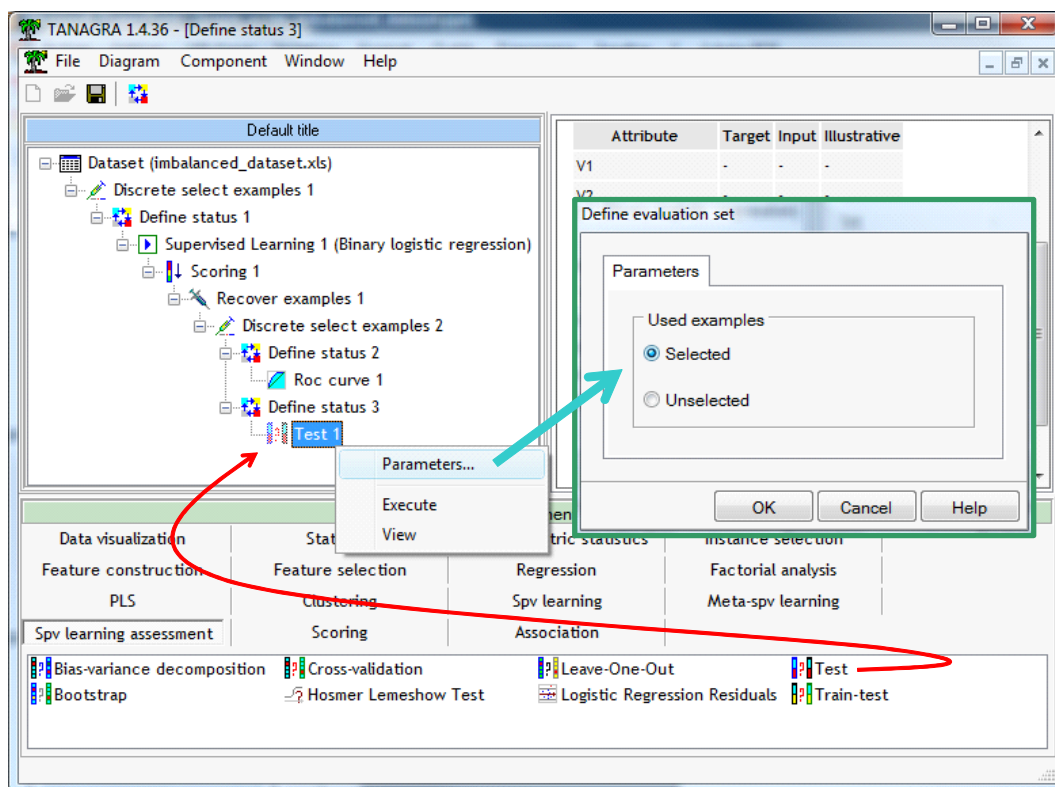 TANAGRA 1.4.36 - [Define status 3]
File Diagram Component Window Help
Default title
Dataset (imbalanced_dataset.xls)
Discrete select examples 1
Define status 1
Supervised Learning 1 (Binary logistic regression)
Scoring 1
Recover examples 1
Discrete select examples 2
Define status 2
Roc curve 1
Define status 3
Test 1
Attribute Target Input Illustrative
V1 - - -
V2 - - -
Define evaluation set
Parameters
Used examples
Selected
Unselected
OK Cancel Help
Parameters...
Execute
View
Data visualization
Feature construction Feature selection Regression Factorial analysis
PLS Clustering Spv learning Meta-spv learning
Spv learning assessment Scoring Association
Bias-variance decomposition Cross-validation Leave-One-Out Test
Bootstrap Hosmer Lemeshow Test Logistic Regression Residuals Train-test